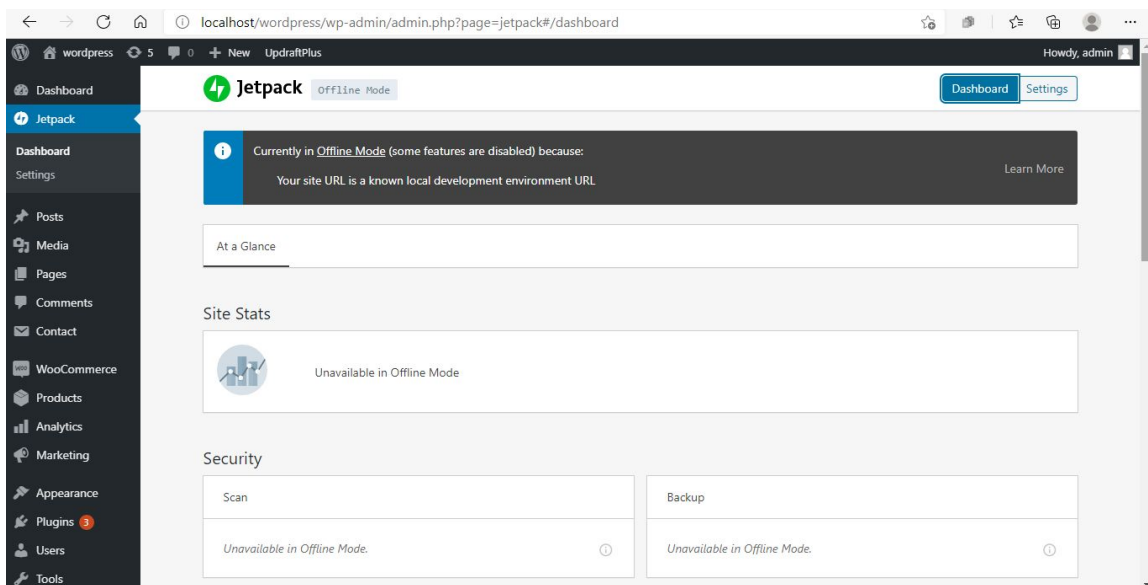 localhost/wordpress/wp-admin/admin.php?page=jetpack#/dashboard
wordpress 5 0 + New UpdraftPlus Howdy, admin
Dashboard
Jetpack
Dashboard
Settings
Posts
Media
Pages
Comments
Contact
WooCommerce
Products
Analytics
Marketing
Appearance
Plugins 3
Users
Tools
Jetpack Offline Mode Dashboard Settings
Currently in Offline Mode (some features are disabled) because:
Your site URL is a known local development environment URL
Learn More
At a Glance
Site Stats
Unavailable in Offline Mode
Security
Scan
Unavailable in Offline Mode.
Backup
Unavailable in Offline Mode.